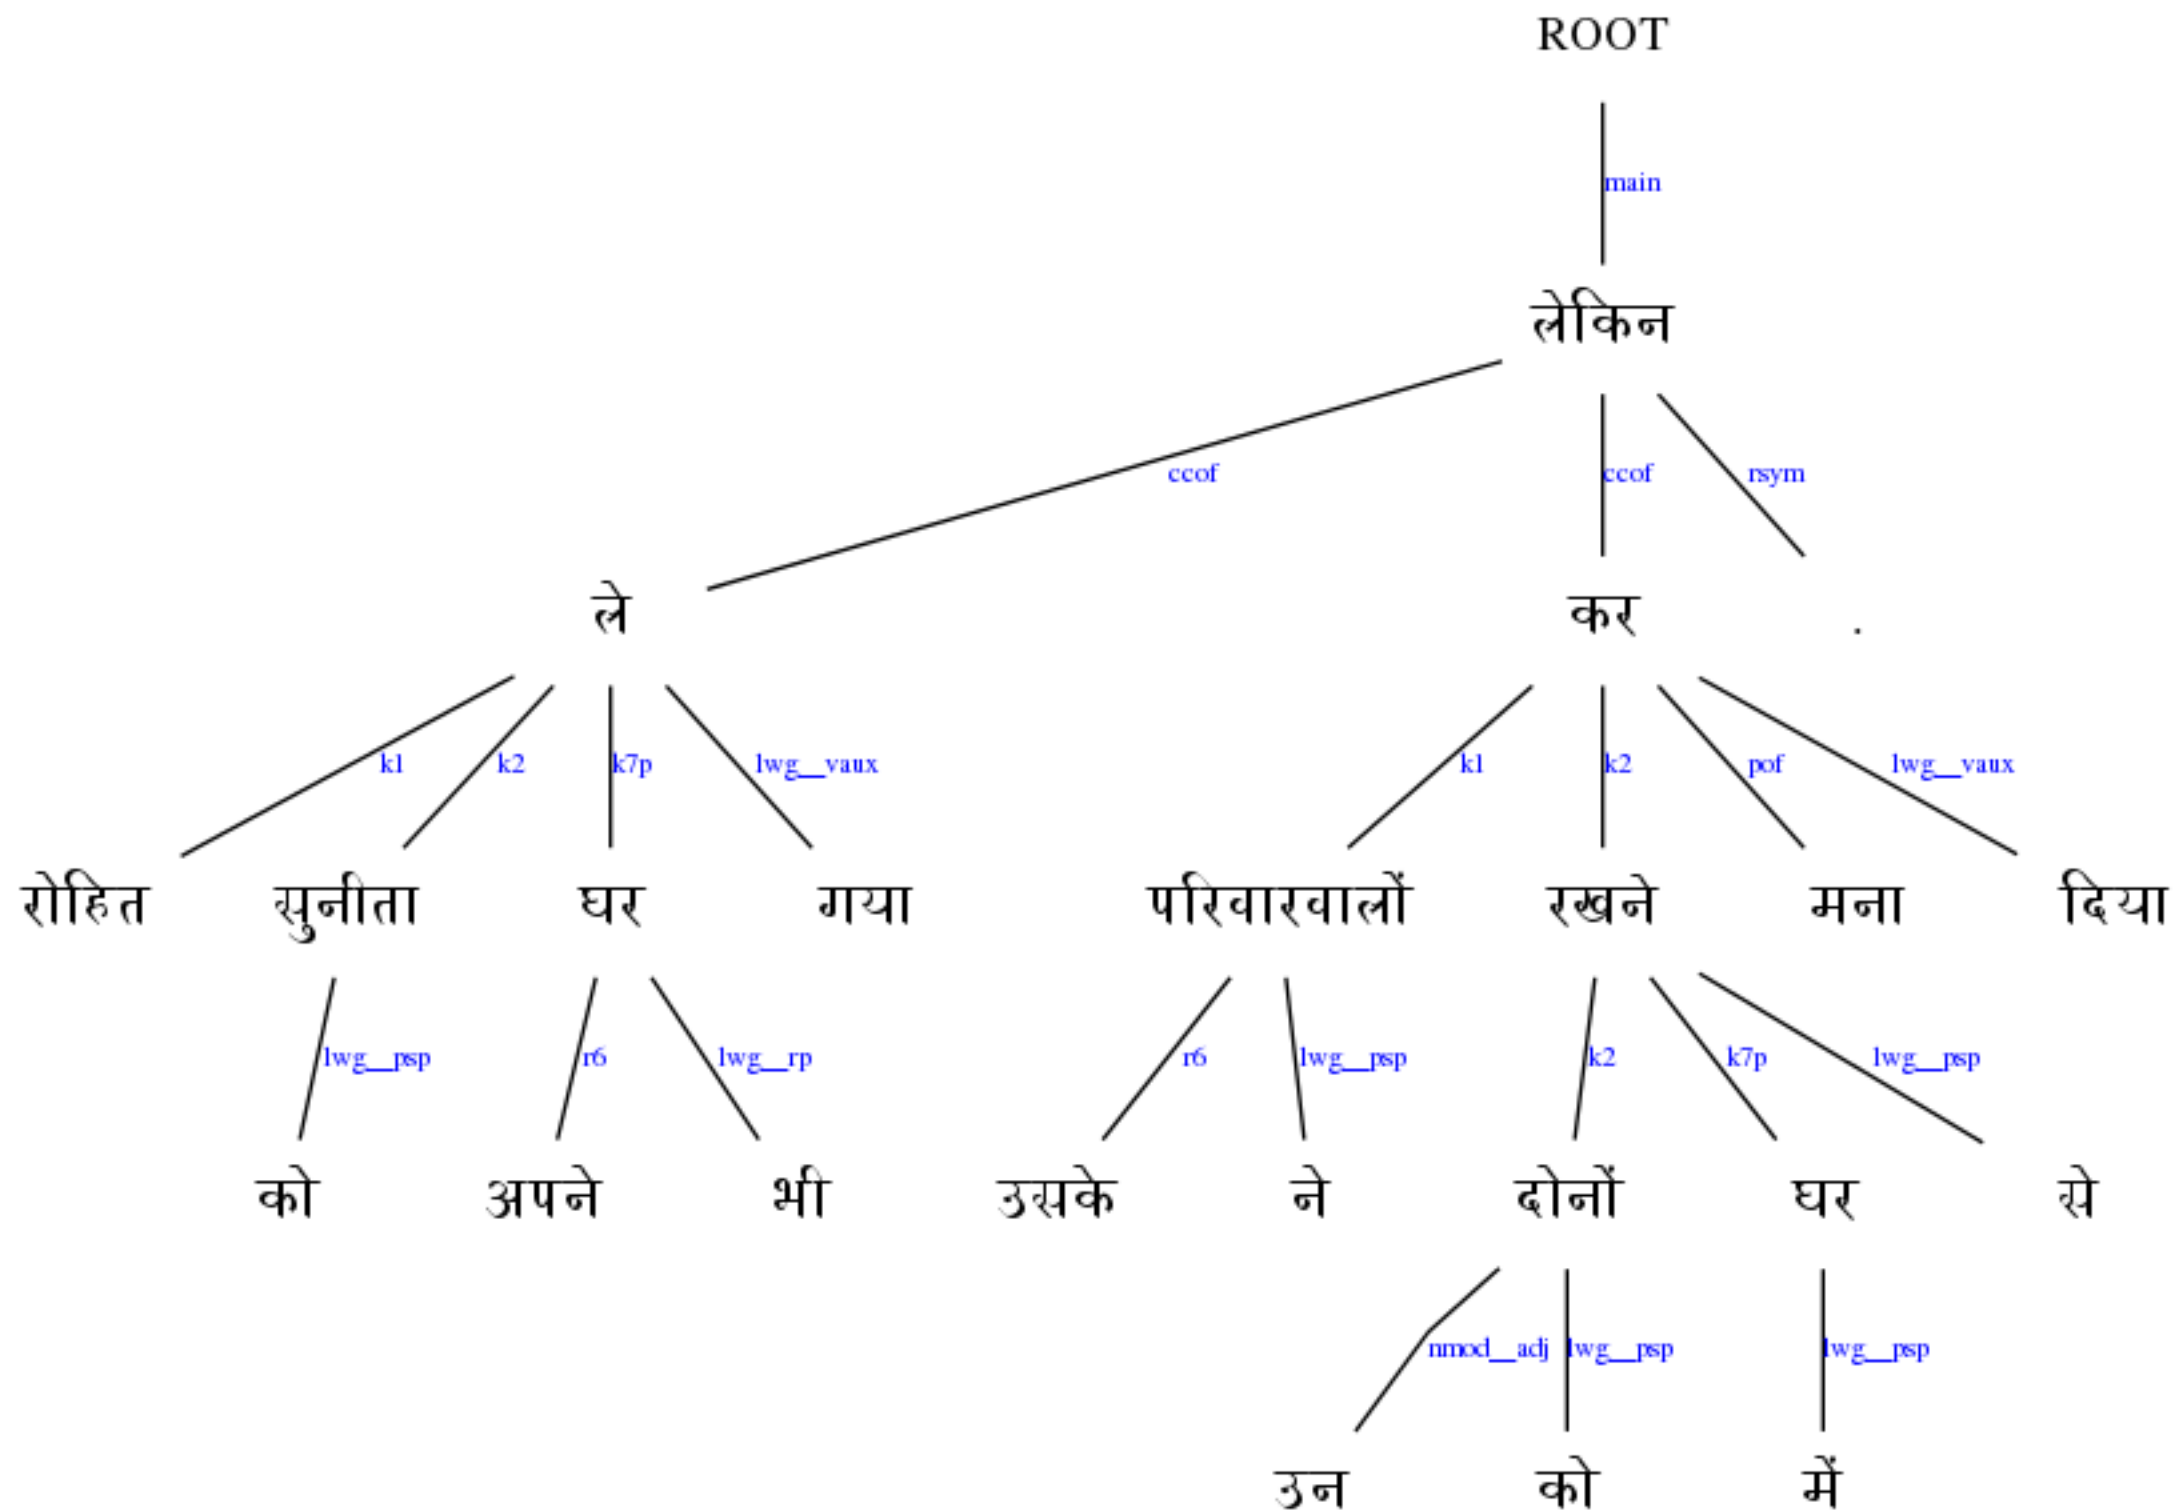 ROOT
main
लेकिन
ccof ccof rsym
ले कर .
k1 k2 k7p lwg__vaux k1 k2 pof lwg__vaux
रोहित सुनीता घर गया परिवारवालों रखने मना दिया
lwg__psp r6 lwg__rp r6 lwg__psp k2 k7p lwg__psp
को अपने भी उसके ने दोनों घर से
nmod__adj lwg__psp lwg__psp
उन को में